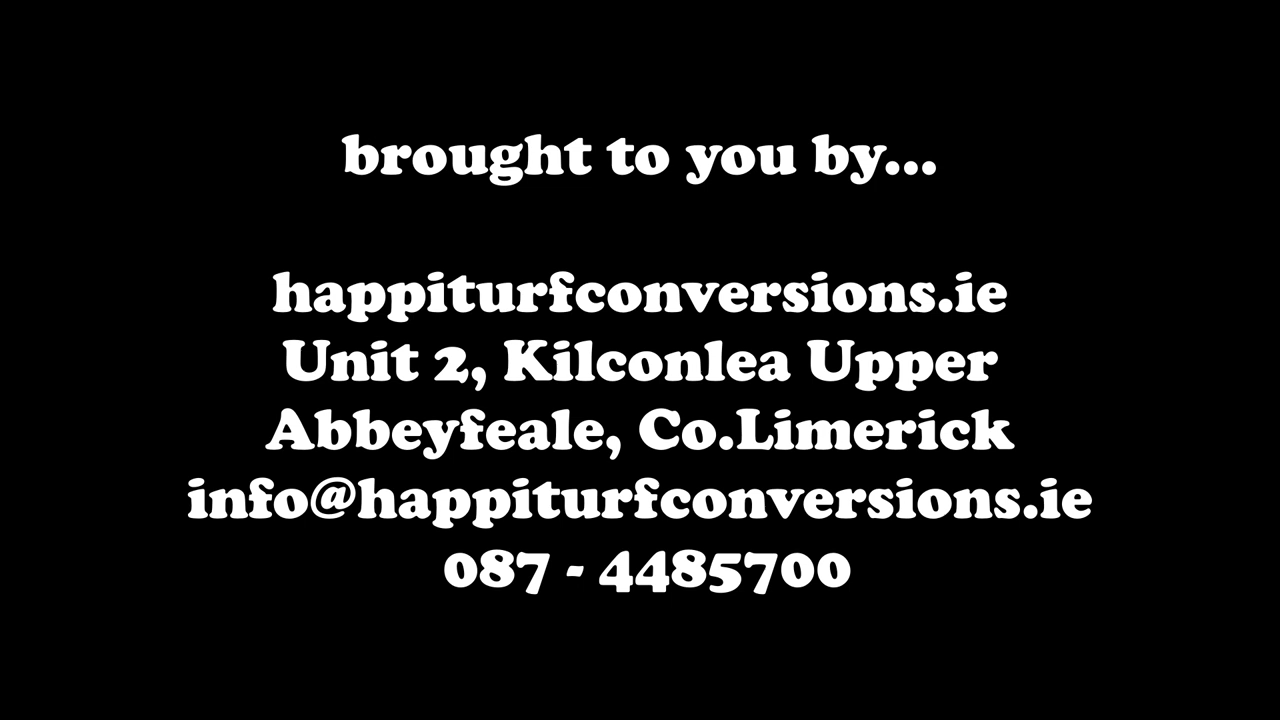 brought to you by...
happiturfconversions.ie
Unit 2, Kilconlea Upper
Abbeyfeale, Co.Limerick
info@happiturfconversions.ie
087 - 4485700